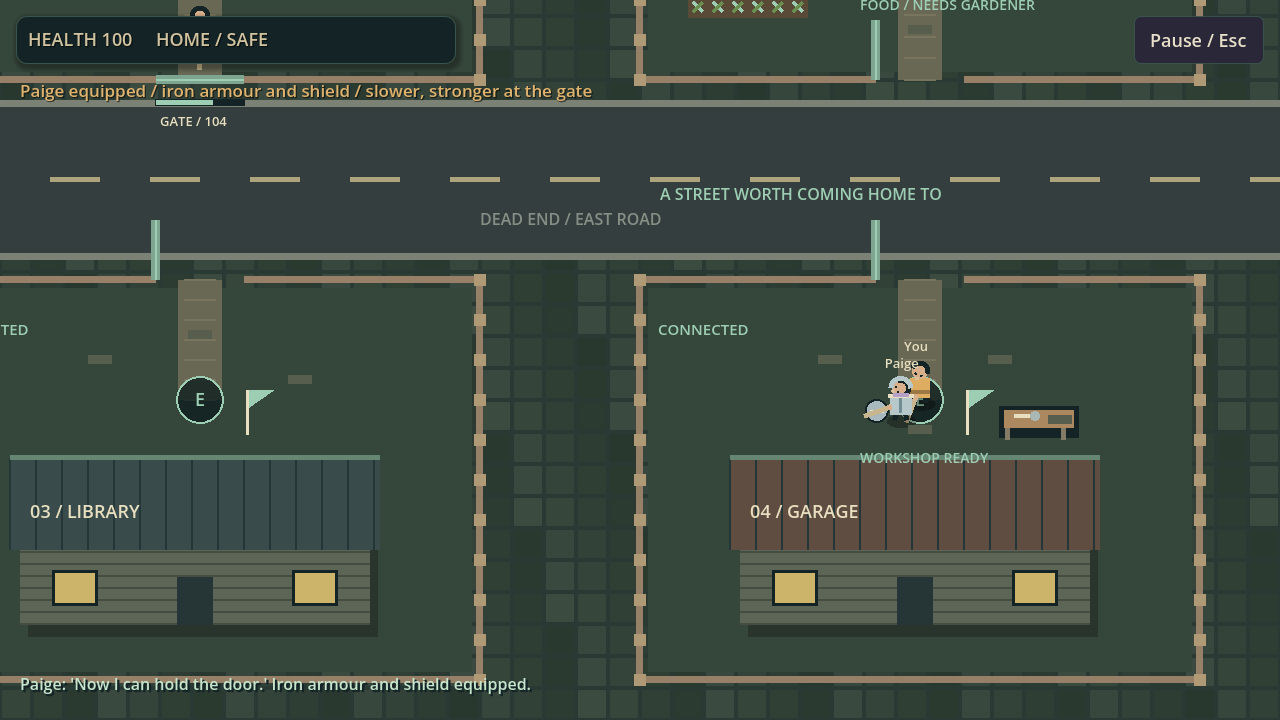 FOOD / NEEDS GARDENER
HEALTH 100 HOME / SAFE
Pause / Esc
Paige equipped / iron armour and shield / slower, stronger at the gate
GATE / 104
A STREET WORTH COMING HOME TO
DEAD END / EAST ROAD
TED
CONNECTED
You
Paige
E
WORKSHOP READY
03 / LIBRARY
04 / GARAGE
Paige: 'Now I can hold the door.' Iron armour and shield equipped.